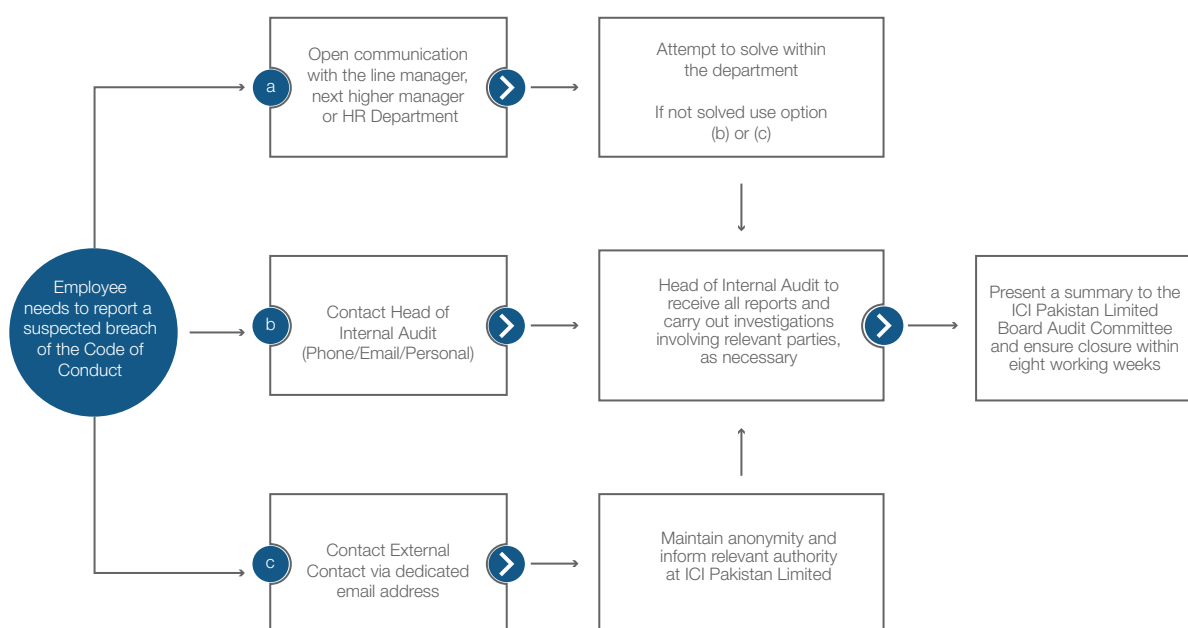 Employee
needs to report a
suspected breach
of the Code of
Conduct
a
Open communication
with the line manager,
next higher manager
or HR Department
Attempt to solve within
the department
If not solved use option
(b) or (c)
b
Contact Head of
Internal Audit
(Phone/Email/Personal)
Head of Internal Audit to
receive all reports and
carry out investigations
involving relevant parties,
as necessary
Present a summary to the
ICI Pakistan Limited
Board Audit Committee
and ensure closure within
eight working weeks
c
Contact External
Contact via dedicated
email address
Maintain anonymity and
inform relevant authority
at ICI Pakistan Limited